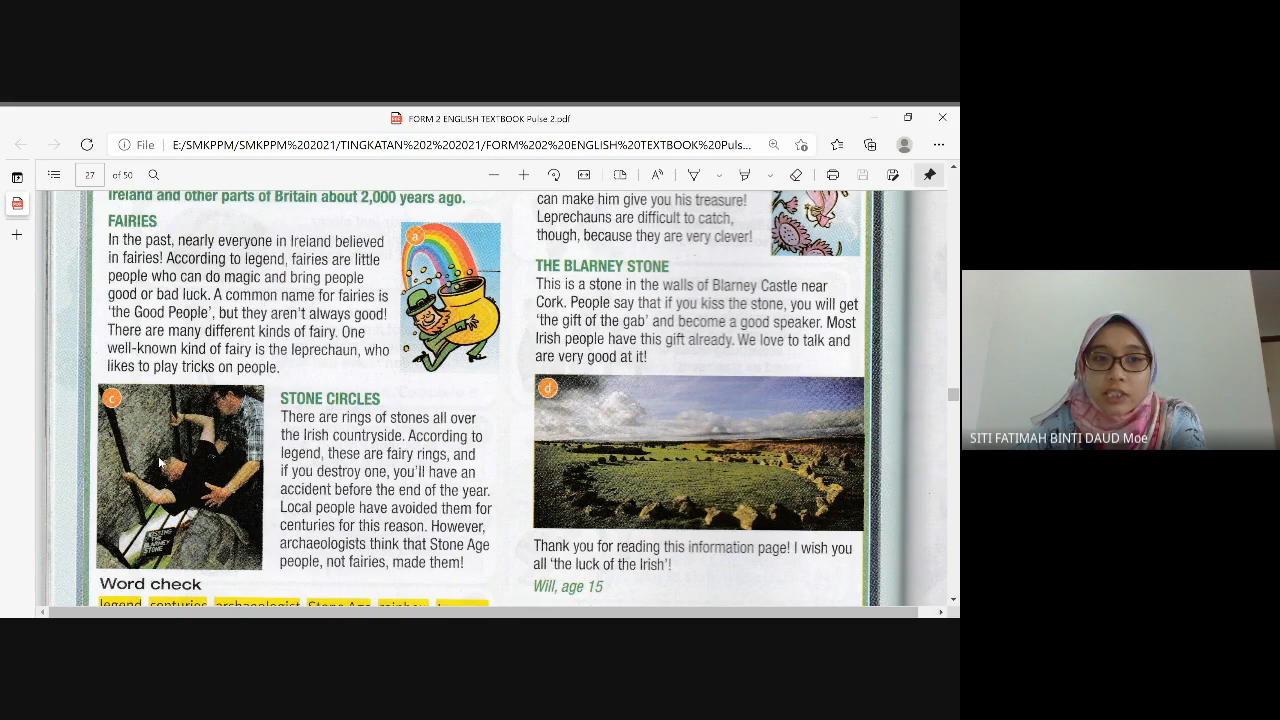 FORM 2 ENGLISH TEXTBOOK Pulse 2.pdf
File
E:/SMKPPM/SMKPPM%202021/TINGKATAN%202%202021/FORM%202%20ENGLISH%20TEXTBOOK%20Puls...
27
of 50
Ireland and other parts of Britain about 2,000 years ago.
FAIRIES
In the past, nearly everyone in Ireland believed
in fairies! According to legend, fairies are little
people who can do magic and bring people
good or bad luck. A common name for fairies is
‘the Good People’, but they aren’t always good!
There are many different kinds of fairy. One
well-known kind of fairy is the leprechaun, who
likes to play tricks on people.
a
c
KISSING
THE
BLARNEY
STONE
STONE CIRCLES
There are rings of stones all over
the Irish countryside. According to
legend, these are fairy rings, and
if you destroy one, you’ll have an
accident before the end of the year.
Local people have avoided them for
centuries for this reason. However,
archaeologists think that Stone Age
people, not fairies, made them!
Word check
legend centuries archaeologist Stone Age rainbow
can make him give you his treasure!
Leprechauns are difficult to catch,
though, because they are very clever!
THE BLARNEY STONE
This is a stone in the walls of Blarney Castle near
Cork. People say that if you kiss the stone, you will get
‘the gift of the gab’ and become a good speaker. Most
Irish people have this gift already. We love to talk and
are very good at it!
d
Thank you for reading this information page! I wish you
all ‘the luck of the Irish’!
Will, age 15
SITI FATIMAH BINTI DAUD Moe